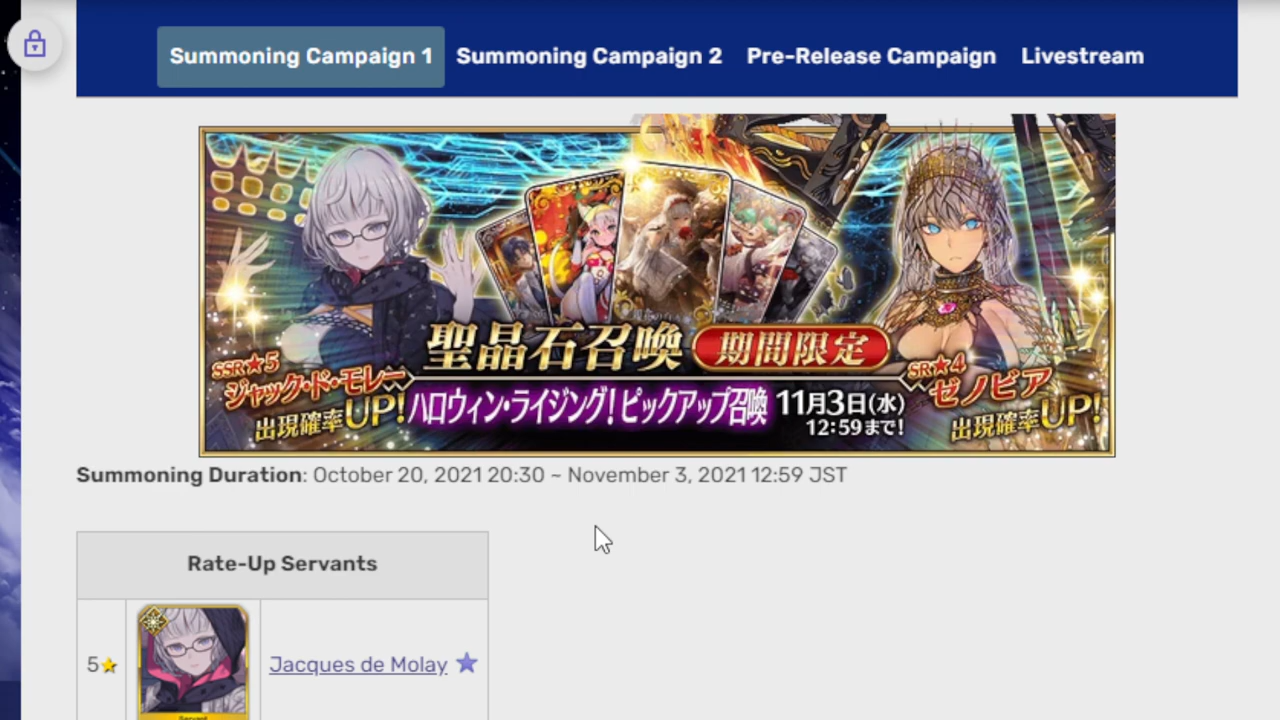 Summoning Campaign 1 Summoning Campaign 2 Pre-Release Campaign Livestream
聖晶石召喚 期間限定
SSR★5
ジャック・ド・モレー
出現確率UP!
SR★4
ゼノビア
出現確率UP!
ハロウィン・ライジング!ピックアップ召喚 11月3日(水)
12:59まで!
Summoning Duration: October 20, 2021 20:30 ~ November 3, 2021 12:59 JST
Rate-Up Servants
5 Jacques de Molay
Servant